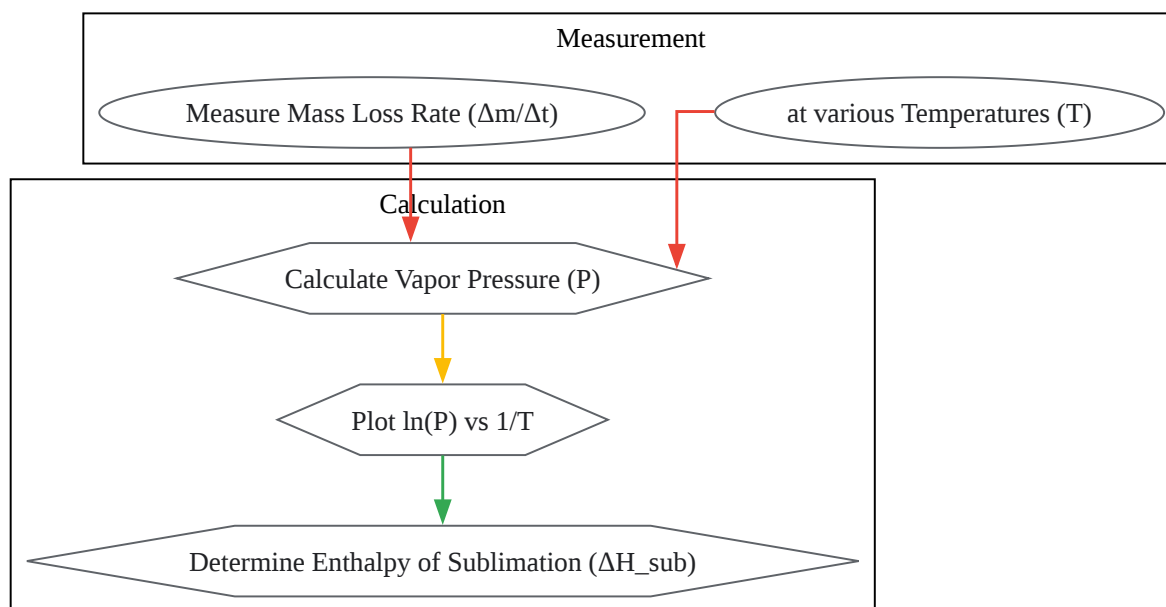 Measurement
Measure Mass Loss Rate (Δm/Δt)
at various Temperatures (T)
Calculation
Calculate Vapor Pressure (P)
Plot ln(P) vs 1/T
Determine Enthalpy of Sublimation (ΔH_sub)